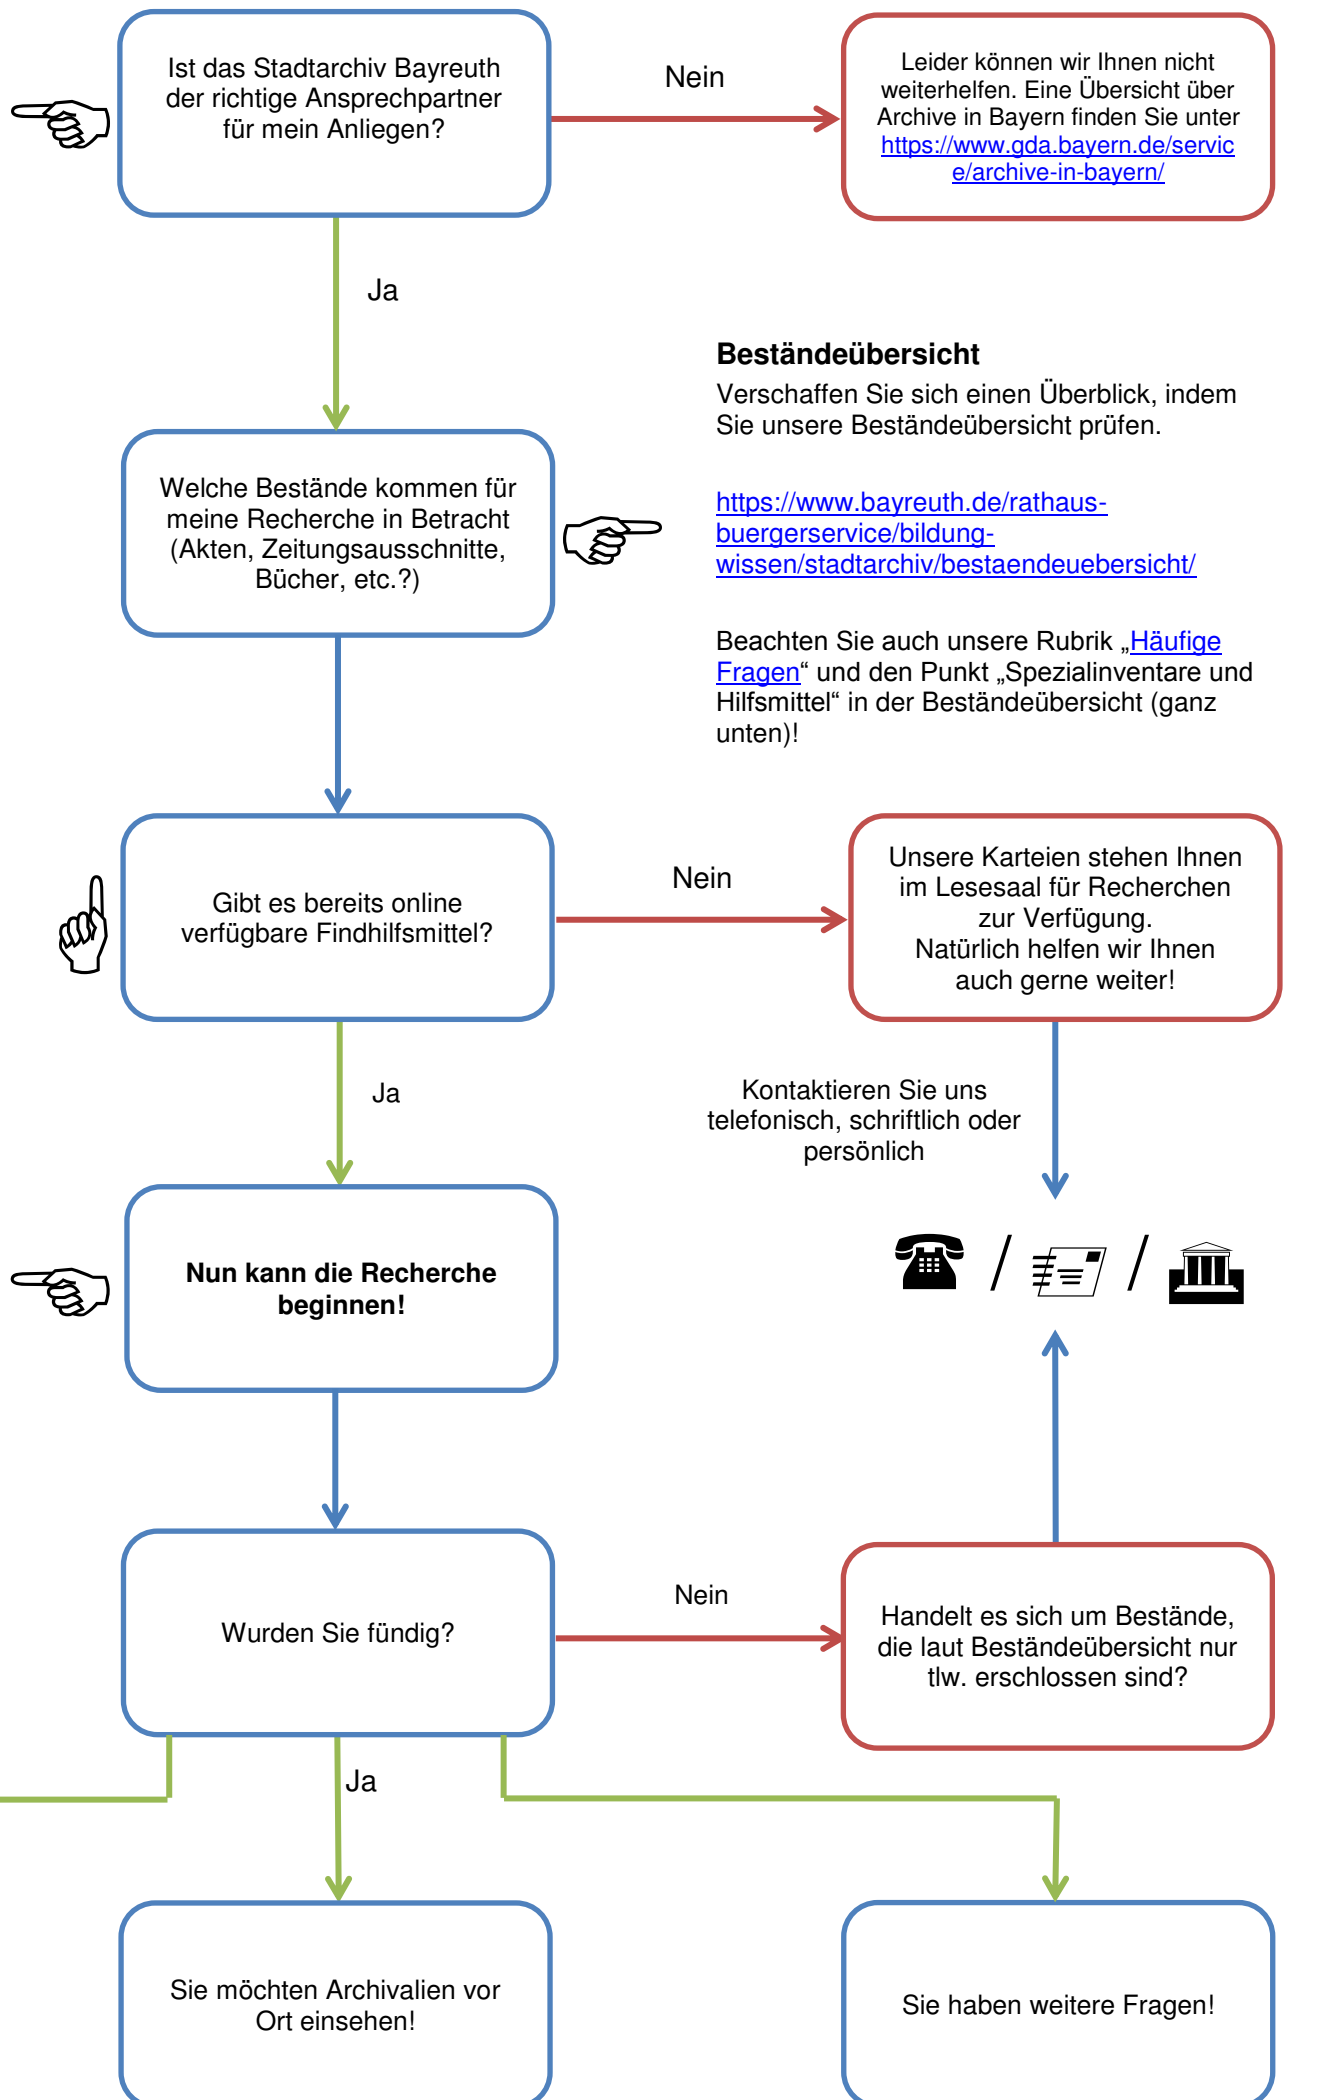 Ist das Stadtarchiv Bayreuth
der richtige Ansprechpartner
für mein Anliegen?
Nein
Leider können wir Ihnen nicht
weiterhelfen. Eine Übersicht über
Archive in Bayern finden Sie unter
https://www.gda.bayern.de/servic
e/archive-in-bayern/
Ja
Beständeübersicht
Verschaffen Sie sich einen Überblick, indem
Sie unsere Beständeübersicht prüfen.
https://www.bayreuth.de/rathaus-
buergerservice/bildung-
wissen/stadtarchiv/bestaendeuebersicht/
Beachten Sie auch unsere Rubrik „Häufige
Fragen“ und den Punkt „Spezialinventare und
Hilfsmittel“ in der Beständeübersicht (ganz
unten)!
Welche Bestände kommen für
meine Recherche in Betracht
(Akten, Zeitungsausschnitte,
Bücher, etc.?)
Gibt es bereits online
verfügbare Findhilfsmittel?
Nein
Unsere Karteien stehen Ihnen
im Lesesaal für Recherchen
zur Verfügung.
Natürlich helfen wir Ihnen
auch gerne weiter!
Ja
Kontaktieren Sie uns
telefonisch, schriftlich oder
persönlich
/ /
Nun kann die Recherche
beginnen!
Wurden Sie fündig?
Nein
Handelt es sich um Bestände,
die laut Beständeübersicht nur
tlw. erschlossen sind?
Ja
Sie möchten Archivalien vor
Ort einsehen!
Sie haben weitere Fragen!